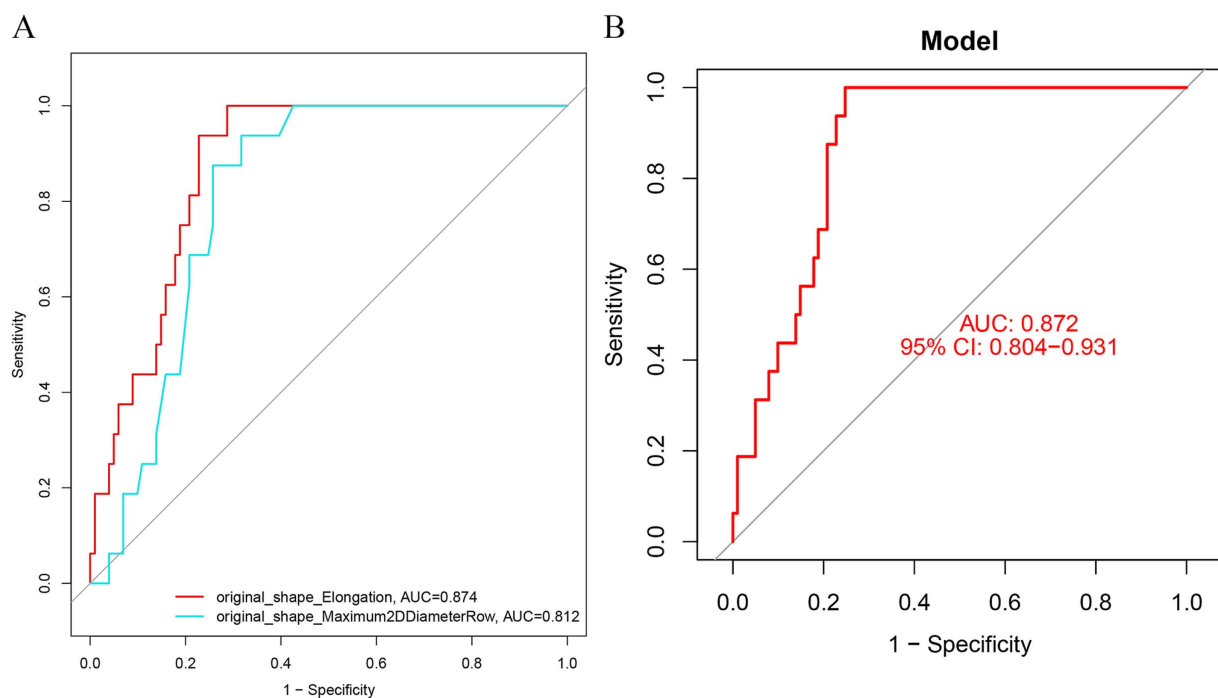 A
1.0
0.8
0.6
0.4
0.2
0.0
Sensitivity
original_shape_Elongation, AUC=0.874
original_shape_Maximum2DDiameterRow, AUC=0.812
0.0 0.2 0.4 0.6 0.8 1.0
1 − Specificity
B
Model
1.0
0.8
0.6
0.4
0.2
0.0
Sensitivity
AUC: 0.872
95% CI: 0.804−0.931
0.0 0.2 0.4 0.6 0.8 1.0
1 − Specificity